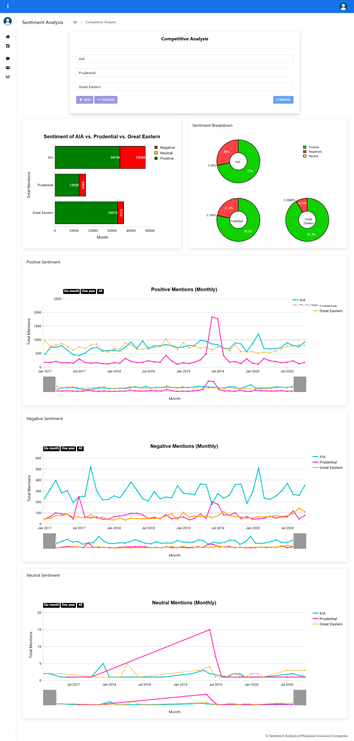 Sentiment Analysis
Competitive Analysis
Competitive Analysis
AIA
Prudential
Great Eastern
COMPARE
Sentiment Breakdown
Sentiment of AIA vs. Prudential vs. Great Eastern
Negative
Neutral
Positive
Total Mentions
AIA
Prudential
Great Eastern
0
10000
20000
30000
40000
50000
Month
Positive
Negatives
Neutral
AIA
Prudential
Great
Eastern
Positive Sentiment
Positive Mentions (Monthly)
Six month
One year
All
AIA
Prudential
Great Eastern
Total Mentions
2500
2000
1500
1000
500
0
Jan 2017
Jul 2017
Jan 2018
Jul 2018
Jan 2019
Jul 2019
Jan 2020
Jul 2020
Month
Negative Sentiment
Negative Mentions (Monthly)
Six month
One year
All
AIA
Prudential
Great Eastern
Total Mentions
600
500
400
300
200
100
0
Jan 2017
Jul 2017
Jan 2018
Jul 2018
Jan 2019
Jul 2019
Jan 2020
Jul 2020
Month
Neutral Sentiment
Neutral Mentions (Monthly)
Six month
One year
All
AIA
Prudential
Great Eastern
Total Mentions
20
15
10
5
0
Jul 2017
Jan 2018
Jul 2018
Jan 2019
Jul 2019
Jan 2020
Jul 2020
Month
© Sentiment Analysis of Malaysian Insurance Companies